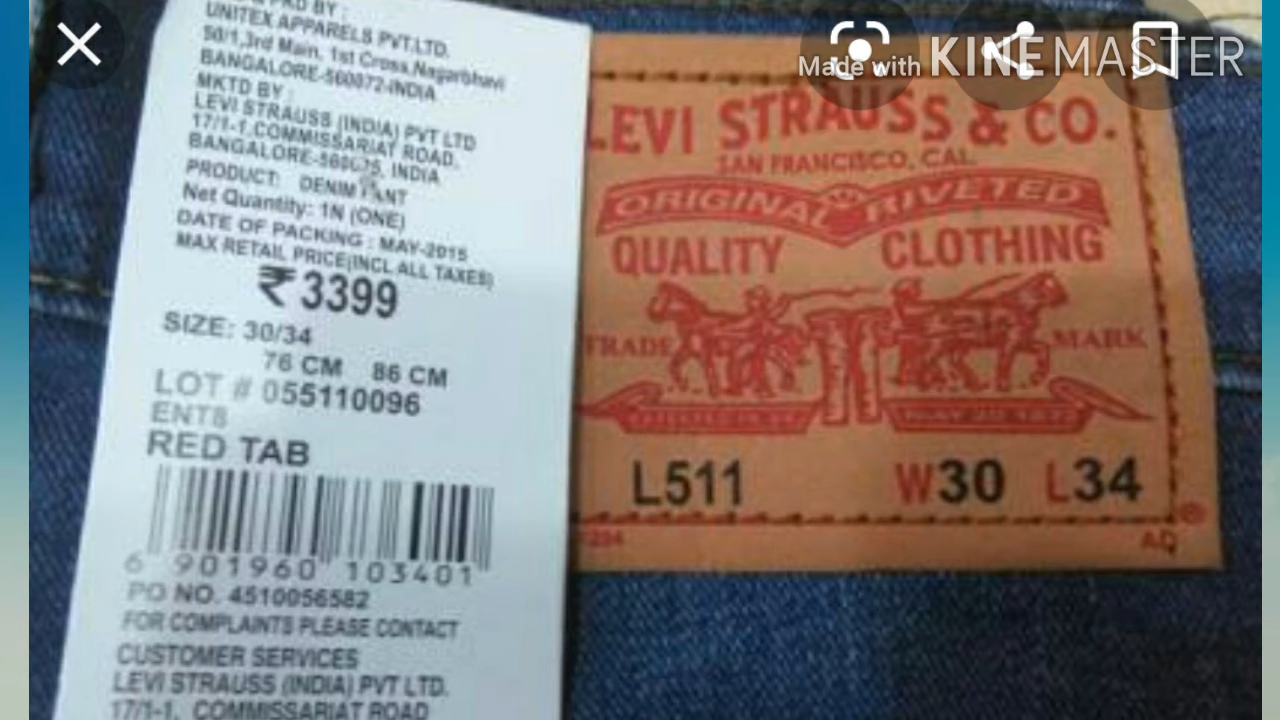 PKD BY :
UNITEX APPARELS PVT.LTD.
50/1,3rd Main, 1st Cross,Nagarbhavi
BANGALORE-560072-INDIA
MKTD BY :
LEVI STRAUSS (INDIA) PVT LTD
17/1-1,COMMISSARIAT ROAD,
BANGALORE-560025, INDIA
PRODUCT: DENIM PANT
Net Quantity: 1N (ONE)
DATE OF PACKING : MAY-2015
MAX RETAIL PRICE(INCL ALL TAXES)
₹3399
SIZE: 30/34
76 CM 86 CM
LOT # 055110096
RED TAB
6 901960 103401
PO NO. 4510056582
FOR COMPLAINTS PLEASE CONTACT
CUSTOMER SERVICES
LEVI STRAUSS (INDIA) PVT LTD.
17/1-1, COMMISSARIAT ROAD
Made with KINEMASTER
LEVI STRAUSS & CO.
SAN FRANCISCO, CAL.
ORIGINAL RIVETED
QUALITY CLOTHING
TRADE MARK
L511 W30 L34
AD ®